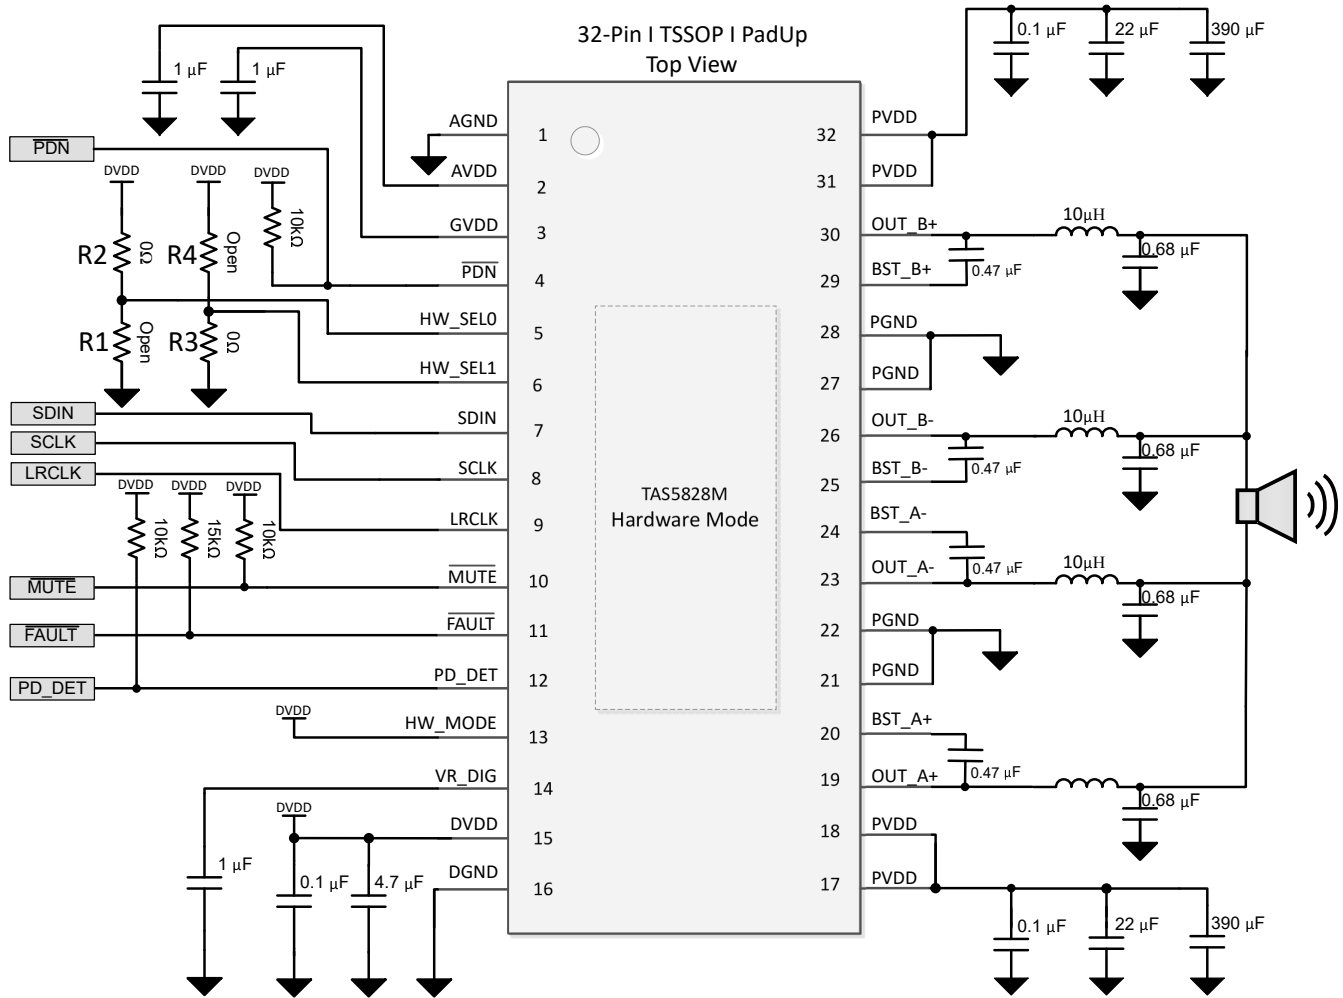 32-Pin I TSSOP I PadUp
Top View
1 µF
1 µF
0.1 µF
22 µF
390 µF
PDN
DVDD
DVDD
DVDD
R2
0Ω
R4
Open
10kΩ
R1
Open
R3
0Ω
SDIN
SCLK
LRCLK
DVDD
DVDD
DVDD
10kΩ
15kΩ
10kΩ
MUTE
FAULT
PD_DET
DVDD
DVDD
1 µF
0.1 µF
4.7 µF
AGND
1
AVDD
2
GVDD
3
PDN
4
HW_SEL0
5
HW_SEL1
6
SDIN
7
SCLK
8
LRCLK
9
MUTE
10
FAULT
11
PD_DET
12
HW_MODE
13
VR_DIG
14
DVDD
15
DGND
16
TAS5828M
Hardware Mode
32
PVDD
31
PVDD
30
OUT_B+
29
BST_B+
28
PGND
27
PGND
26
OUT_B-
25
BST_B-
24
BST_A-
23
OUT_A-
22
PGND
21
PGND
20
BST_A+
19
OUT_A+
18
PVDD
17
PVDD
10µH
0.47 µF
0.68 µF
10µH
0.47 µF
0.68 µF
10µH
0.47 µF
0.68 µF
0.47 µF
0.68 µF
0.1 µF
22 µF
390 µF